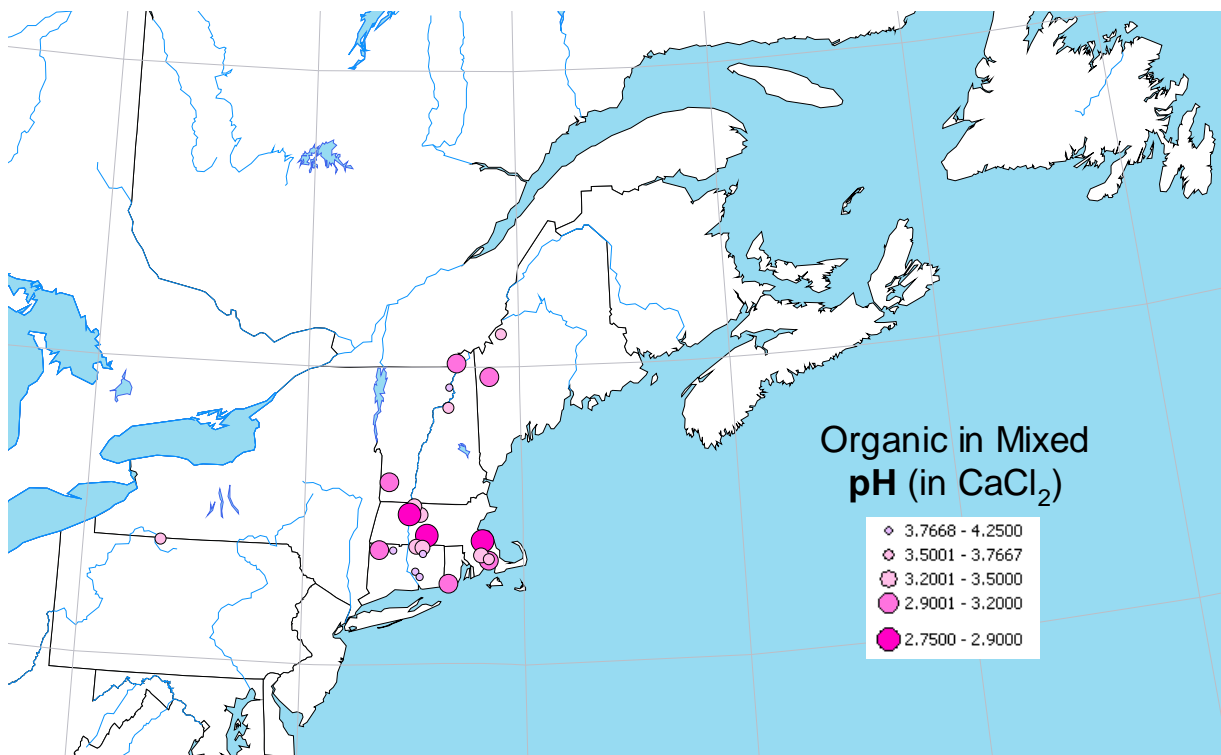 Organic in Mixed
pH (in CaCl₂)
3.7668 - 4.2500
3.5001 - 3.7667
3.2001 - 3.5000
2.9001 - 3.2000
2.7500 - 2.9000